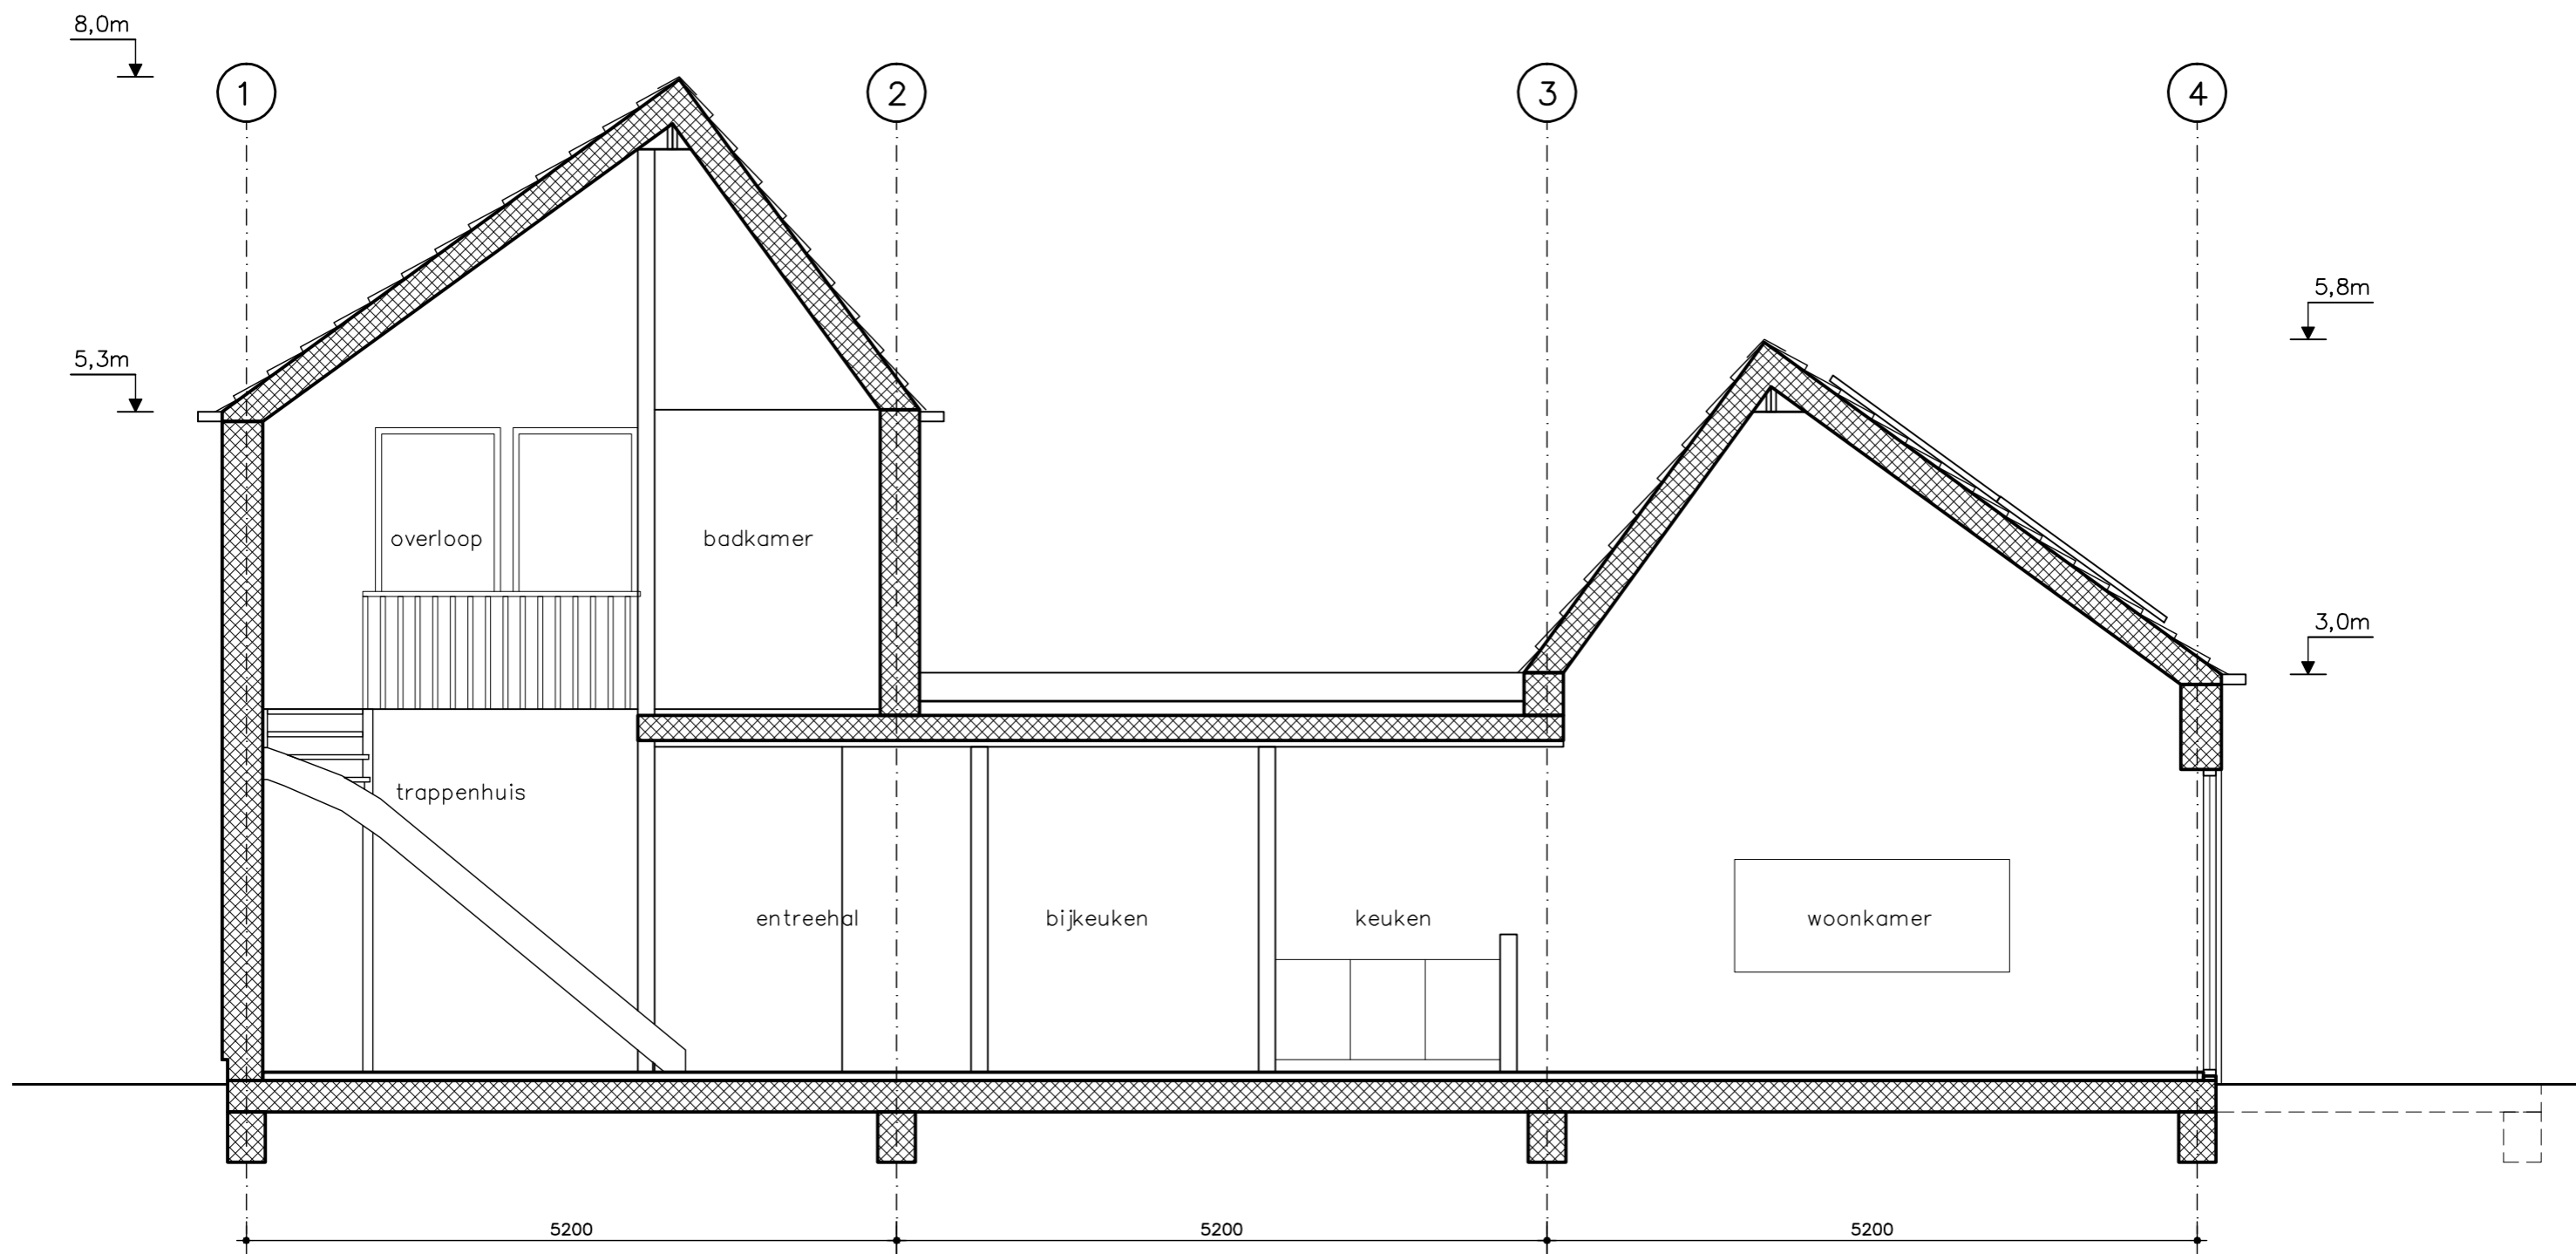 8,0m
1
2
3
4
5,8m
5,3m
overloop
badkamer
3,0m
trappenhuis
entreehal
bijkeuken
keuken
woonkamer
5200
5200
5200